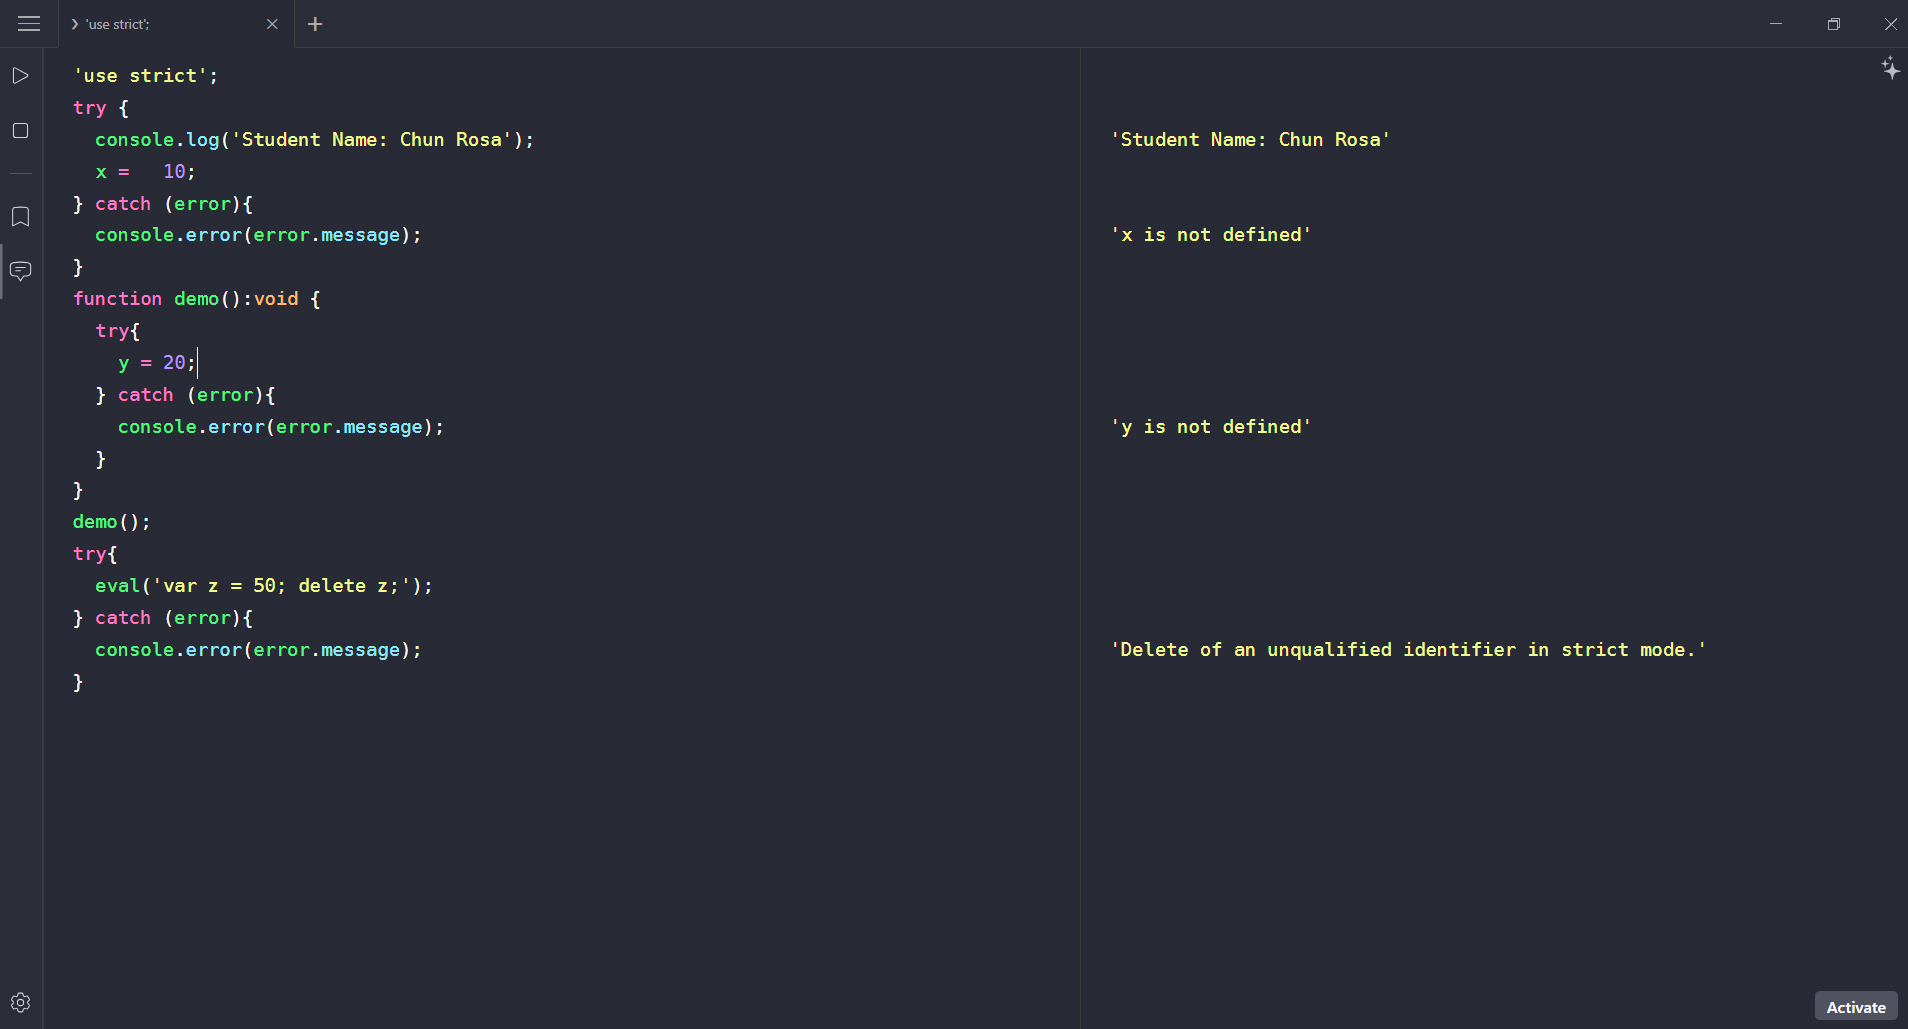 'use strict';
'use strict';
try {
  console.log('Student Name: Chun Rosa');
  x =   10;
} catch (error){
  console.error(error.message);
}
function demo():void {
  try{
    y = 20;
  } catch (error){
    console.error(error.message);
  }
}
demo();
try{
  eval('var z = 50; delete z;');
} catch (error){
  console.error(error.message);
}
'Student Name: Chun Rosa'
'x is not defined'
'y is not defined'
'Delete of an unqualified identifier in strict mode.'
Activate